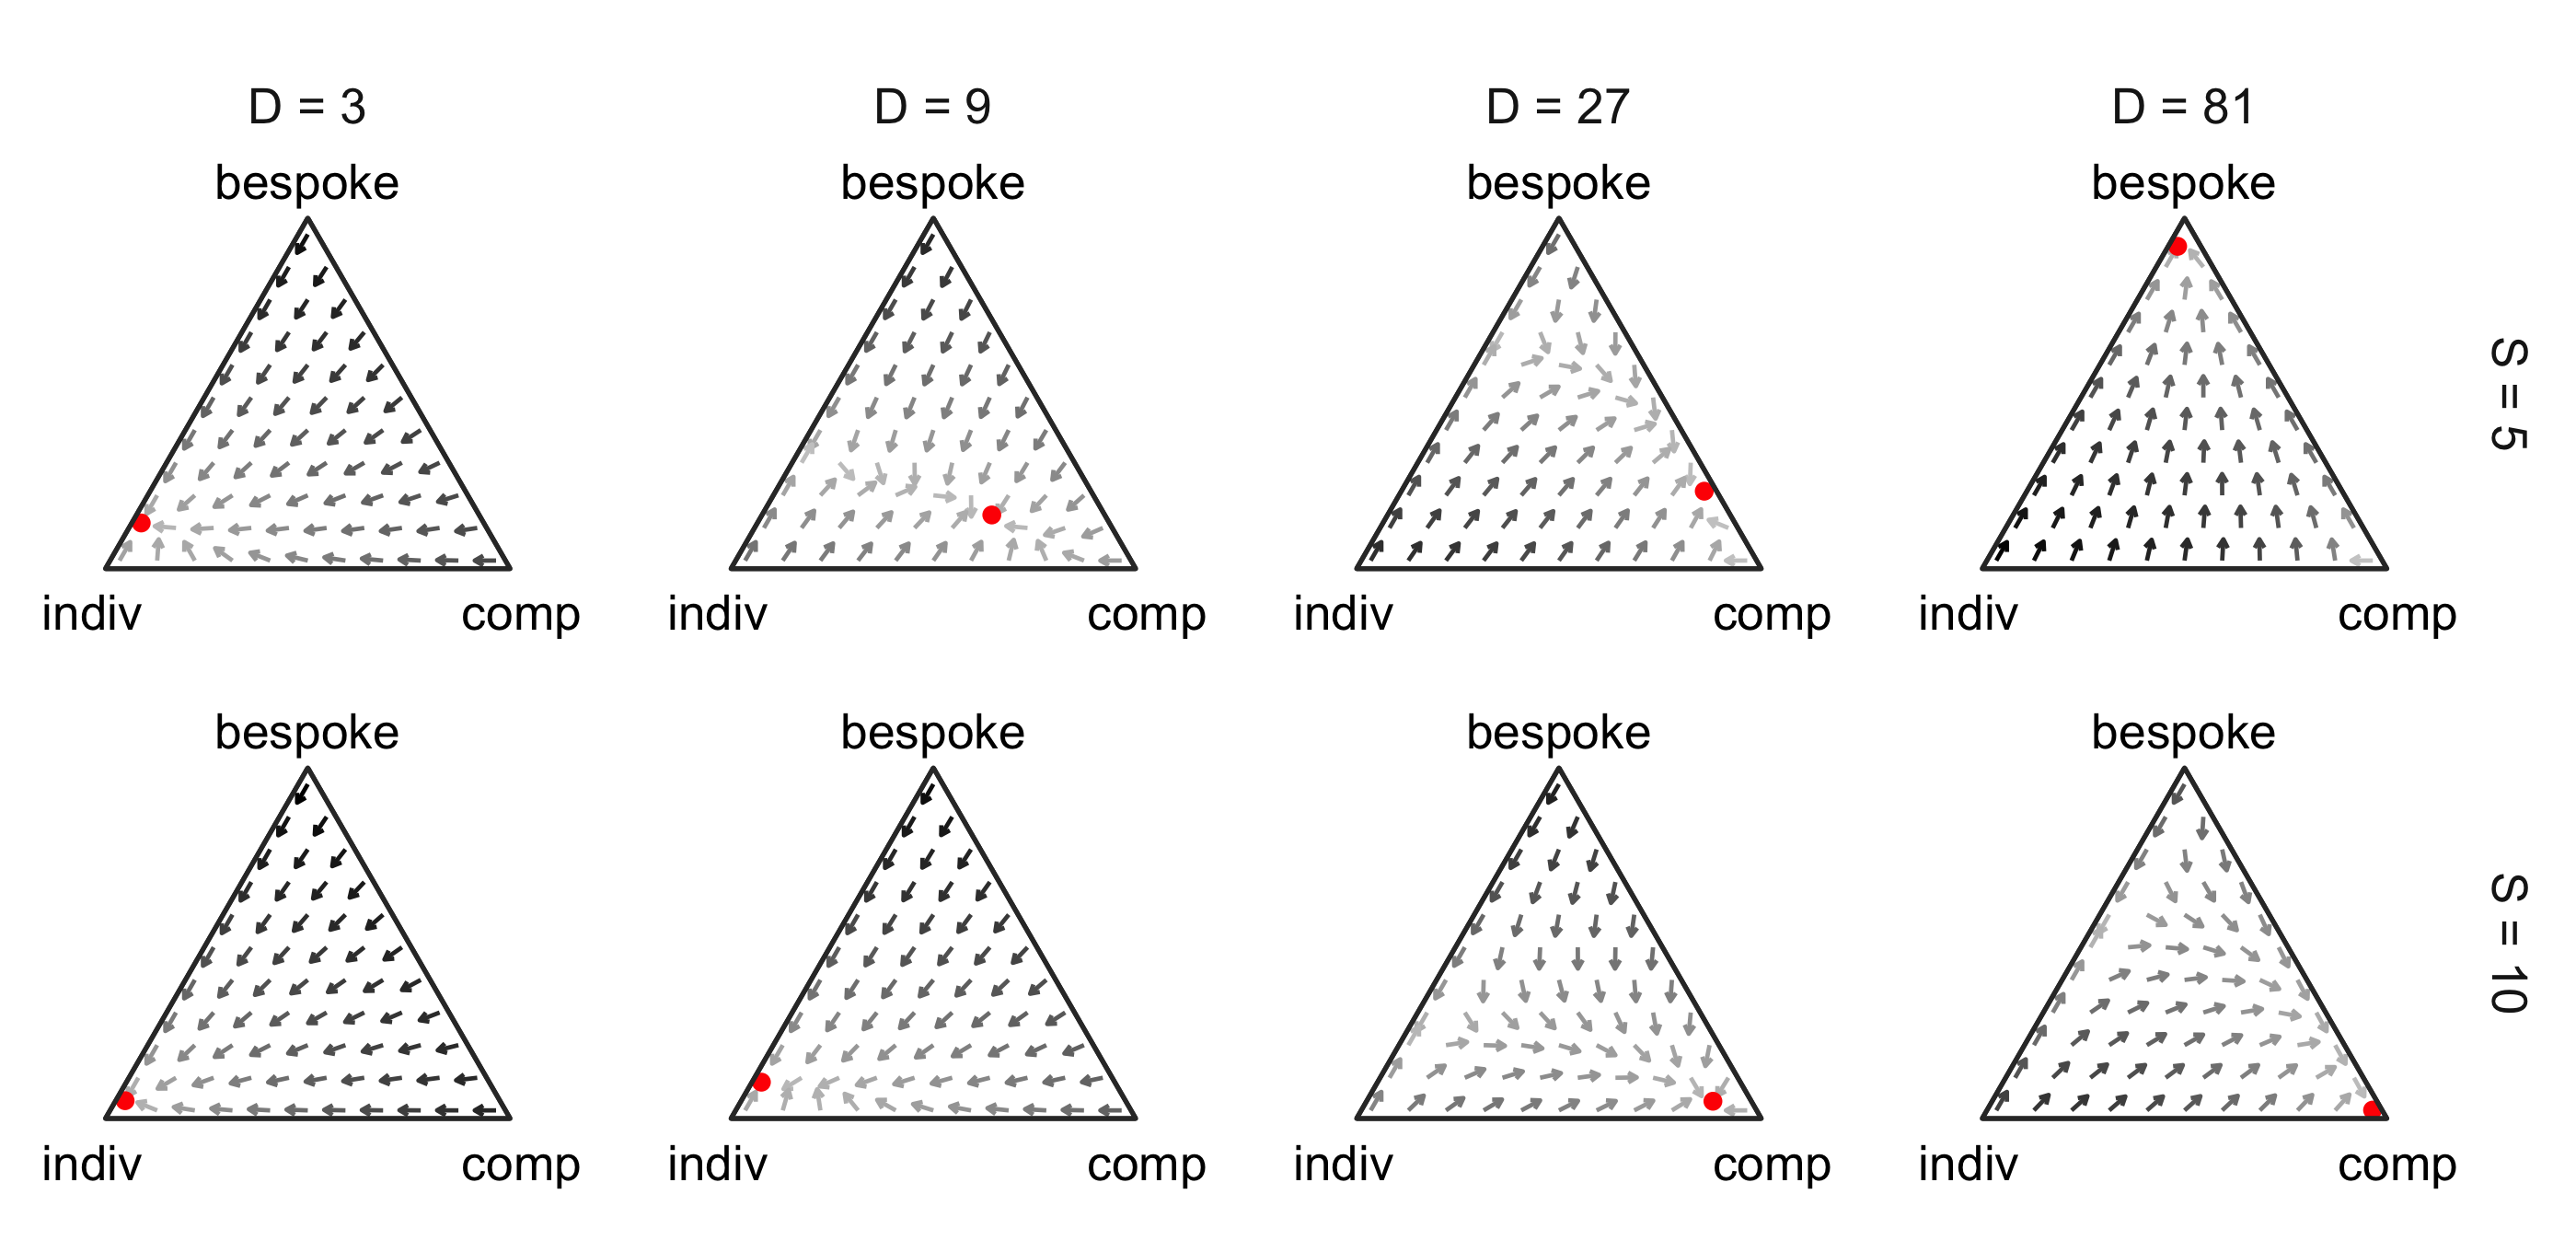 D = 3 D = 9 D = 27 D = 81
bespoke bespoke bespoke bespoke
S = 5
indiv comp indiv comp indiv comp indiv comp
bespoke bespoke bespoke bespoke
S = 10
indiv comp indiv comp indiv comp indiv comp